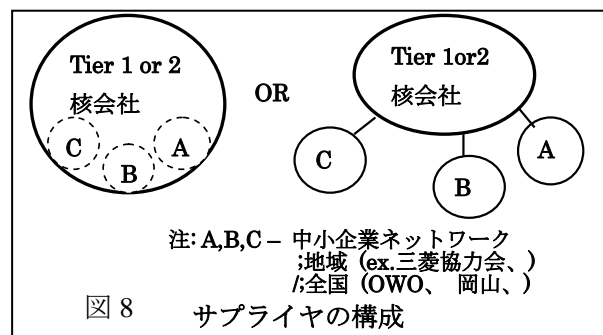 Tier 1 or 2
核会社
C
B
A
OR
Tier 1or2
核会社
C
B
A
注: A,B,C – 中小企業ネットワーク
;地域 (ex.三菱協力会、)
/;全国 (OWO、 岡山、)
図 8 サプライヤの構成